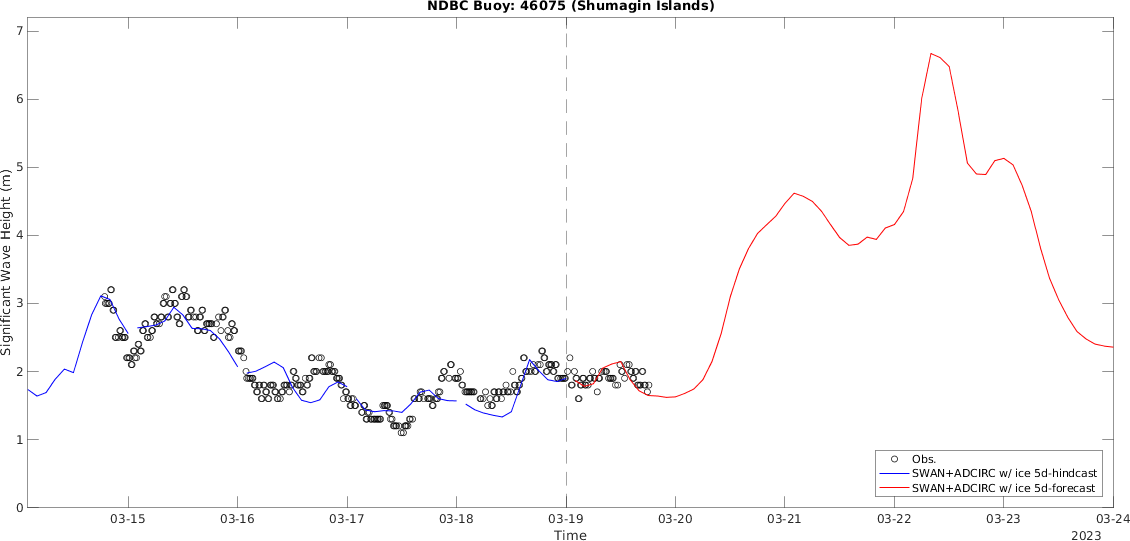 NDBC Buoy: 46075 (Shumagin Islands)
7
6
5
4
3
2
1
0
Significant Wave Height (m)
Obs.
SWAN+ADCIRC w/ ice 5d-hindcast
SWAN+ADCIRC w/ ice 5d-forecast
03-15 03-16 03-17 03-18 03-19 03-20 03-21 03-22 03-23 03-24
Time 2023